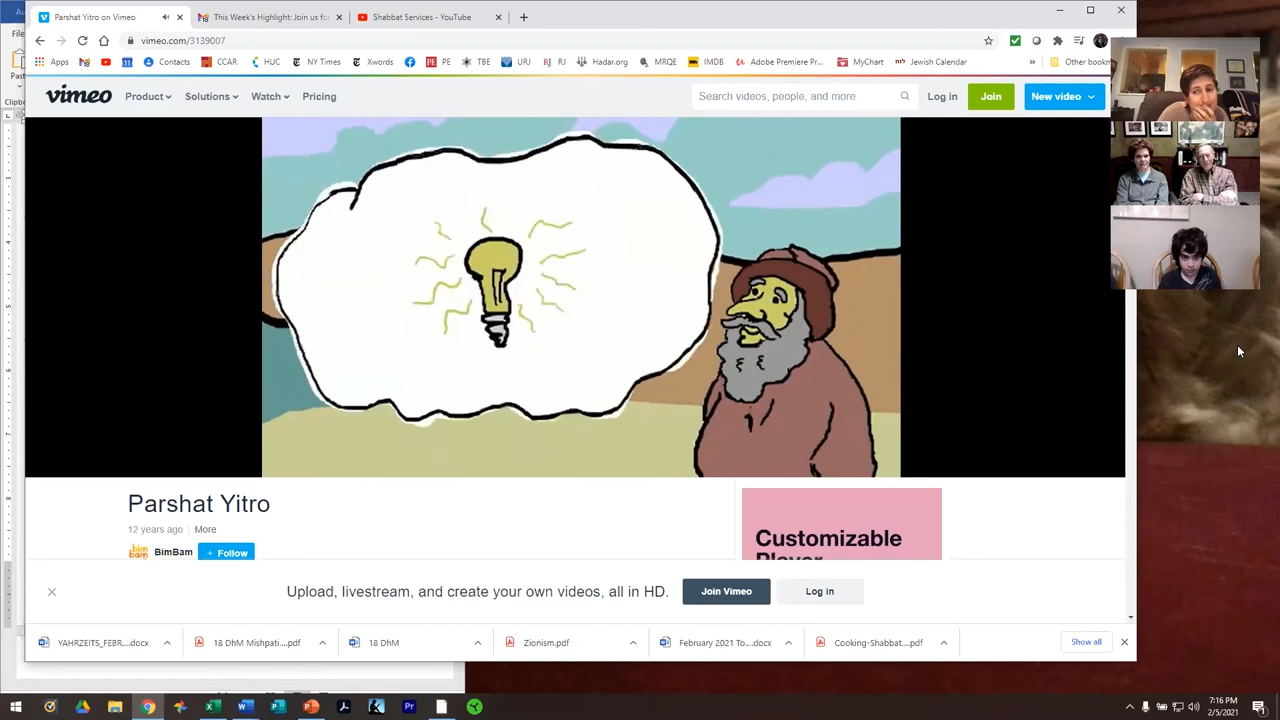 Parshat Yitro on Vimeo
This Week's Highlight: Join us fo
Shabbat Services - YouTube
vimeo.com/3139007
Apps
Contacts
CCAR
HUC
NY Times
Xwords
PE
TBE
URJ
RJ
Hadar.org
MRQE
IMDB
Adobe Premiere Pr...
MyChart
Jewish Calendar
»
Other bookm
vimeo
Product
Solutions
Watch
Pricing
Search videos, people, and more
Log in
Join
New video
Parshat Yitro
12 years ago
More
BimBam
+ Follow
Customizable
Player
Upload, livestream, and create your own videos, all in HD.
Join Vimeo
Log in
YAHRZEITS_FEBR....docx
18 DhM Mishpati....pdf
18 DhM
Zionism.pdf
February 2021 To....docx
Cooking-Shabbat....pdf
Show all
7:16 PM
2/5/2021